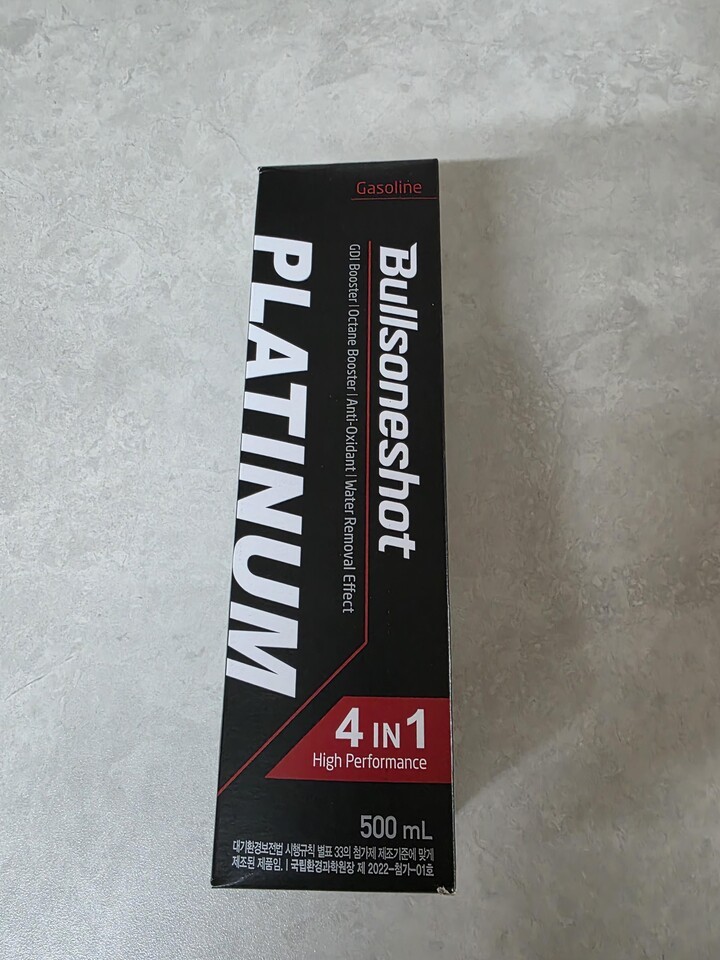 Gasoline
Bullsoneshot
GDI Booster | Octane Booster | Anti-Oxidant | Water Removal Effect
PLATINUM
4 IN 1
High Performance
500 mL
대기환경보전법 시행규칙 별표 33의 첨가제 제조기준에 맞게
제조된 제품임. | 국립환경과학원장 제 2022-첨가-01호